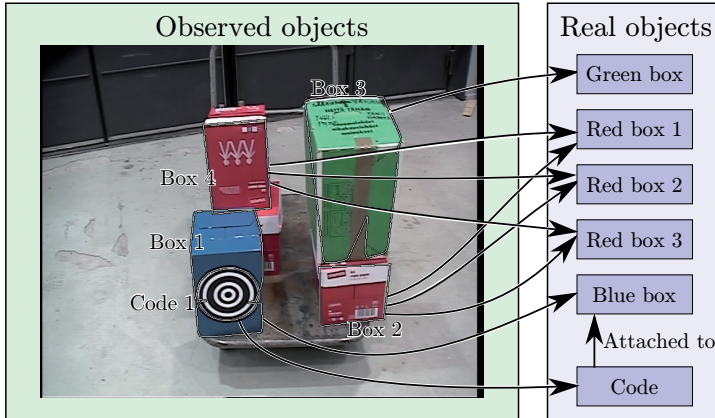 Observed objects
Real objects
Box 3
Green box
Red box 1
Box 4
Red box 2
Box 1
Red box 3
Code 1
Blue box
Box 2
Attached to
Code